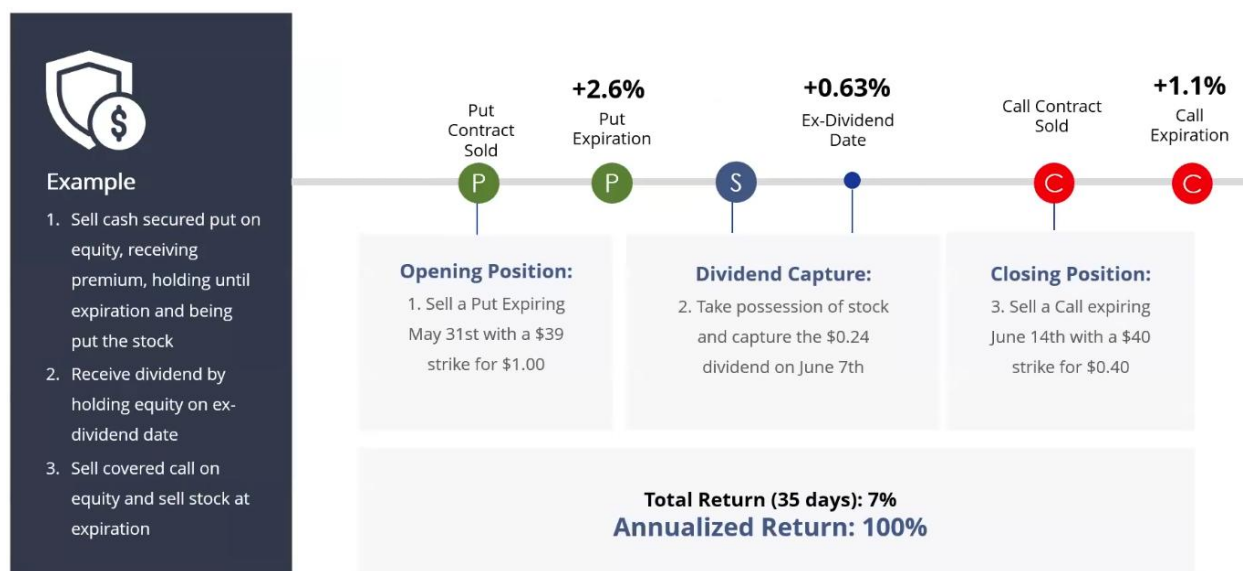 $
Example
1. Sell cash secured put on
equity, receiving
premium, holding until
expiration and being
put the stock
2. Receive dividend by
holding equity on ex-
dividend date
3. Sell covered call on
equity and sell stock at
expiration
Put
Contract
Sold
P
+2.6%
Put
Expiration
P
S
+0.63%
Ex-Dividend
Date
Call Contract
Sold
C
+1.1%
Call
Expiration
C
Opening Position:
1. Sell a Put Expiring
May 31st with a $39
strike for $1.00
Dividend Capture:
2. Take possession of stock
and capture the $0.24
dividend on June 7th
Closing Position:
3. Sell a Call expiring
June 14th with a $40
strike for $0.40
Total Return (35 days): 7%
Annualized Return: 100%